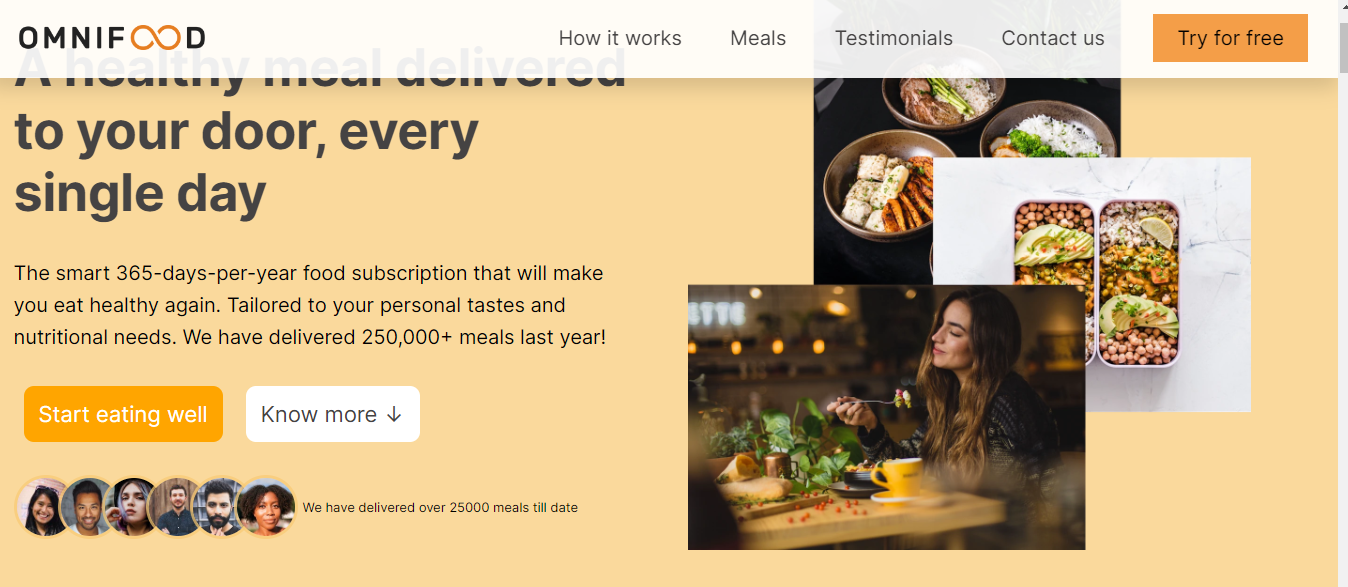 OMNIFOOD
How it works
Meals
Testimonials
Contact us
Try for free
A healthy meal delivered
to your door, every
single day
The smart 365-days-per-year food subscription that will make
you eat healthy again. Tailored to your personal tastes and
nutritional needs. We have delivered 250,000+ meals last year!
Start eating well
Know more ↓
We have delivered over 25000 meals till date